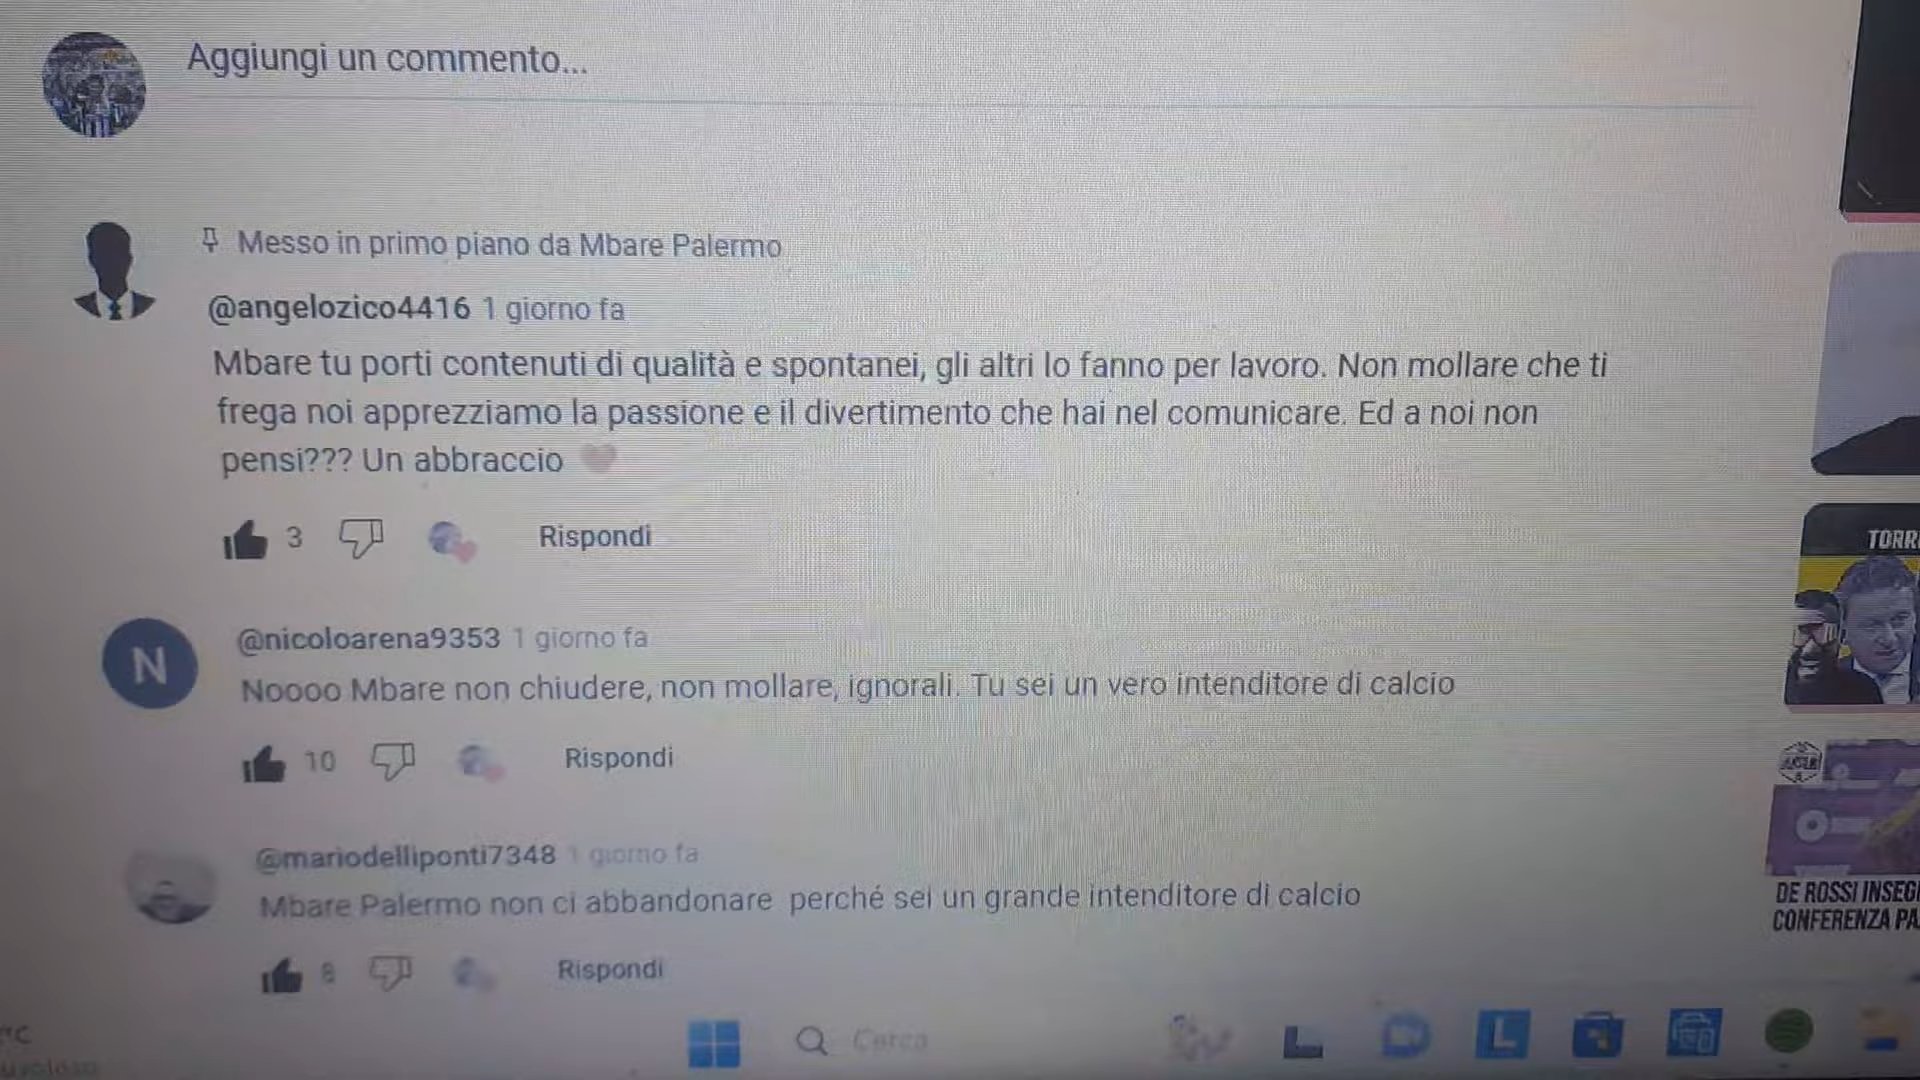 Aggiungi un commento...
Messo in primo piano da Mbare Palermo
@angelozico4416 1 giorno fa
Mbare tu porti contenuti di qualità e spontanei, gli altri lo fanno per lavoro. Non mollare che ti
frega noi apprezziamo la passione e il divertimento che hai nel comunicare. Ed a noi non
pensi??? Un abbraccio
3 Rispondi
N
@nicoloarena9353 1 giorno fa
Noooo Mbare non chiudere, non mollare, ignorali. Tu sei un vero intenditore di calcio
10 Rispondi
@mariodelliponti7348 1 giorno fa
Mbare Palermo non ci abbandonare perché sei un grande intenditore di calcio
8 Rispondi
TORR
DE ROSSI INSEG
CONFERENZA PA
Cerca
L